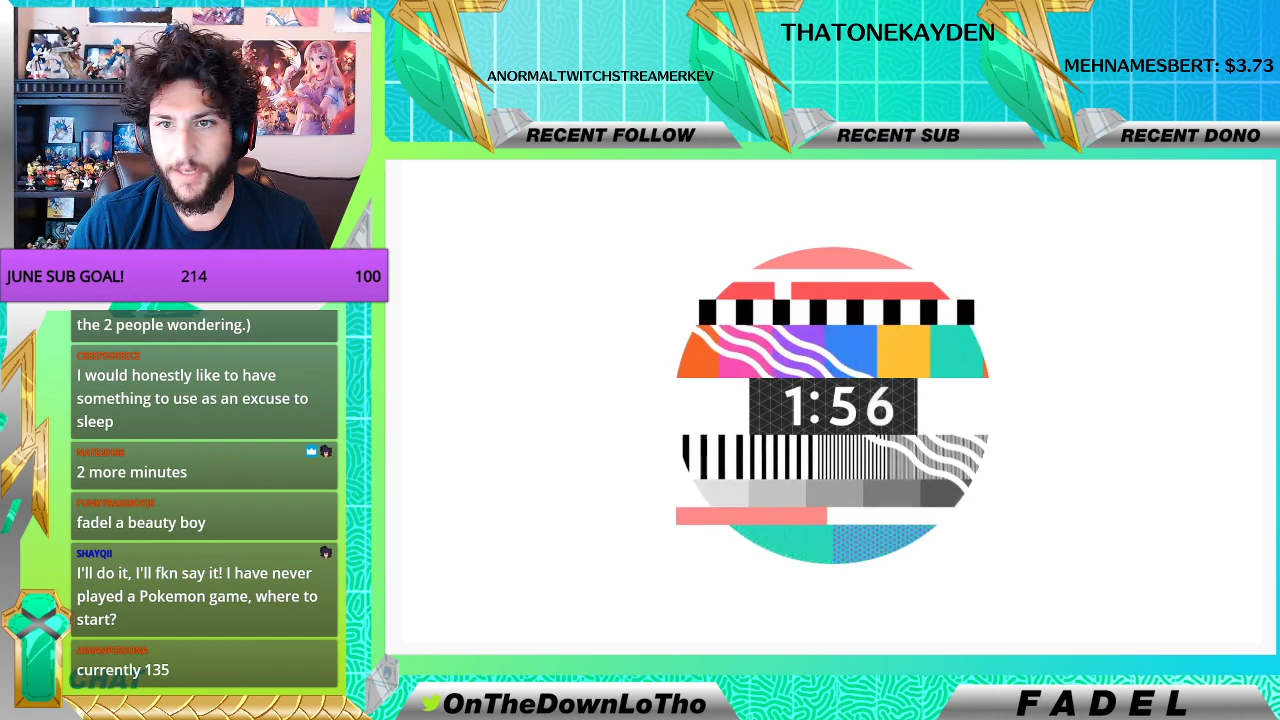 THATONEKAYDEN
ANORMALTWITCHSTREAMERKEV
MEHNAMESBERT: $3.73
RECENT FOLLOW
RECENT SUB
RECENT DONO
JUNE SUB GOAL! 214 100
the 2 people wondering.)
I would honestly like to have
something to use as an excuse to
sleep
2 more minutes
fadel a beauty boy
SHAYQII
I'll do it, I'll fkn say it! I have never
played a Pokemon game, where to
start?
currently 135
CHAT
1:56
OnTheDownLoTho
FADEL